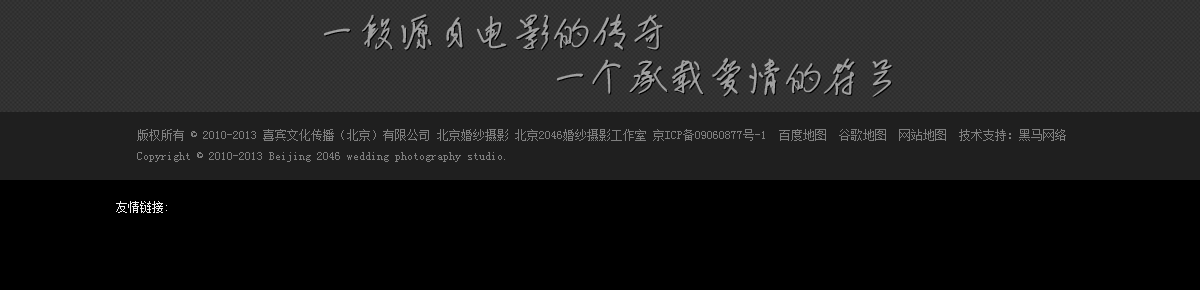 一段源自电影的传奇
一个承载爱情的符号
版权所有 © 2010-2013 喜宾文化传播（北京）有限公司 北京婚纱摄影 北京2046婚纱摄影工作室 京ICP备09060877号-1 百度地图 谷歌地图 网站地图 技术支持：黑马网络
Copyright © 2010-2013 Beijing 2046 wedding photography studio.
友情链接: